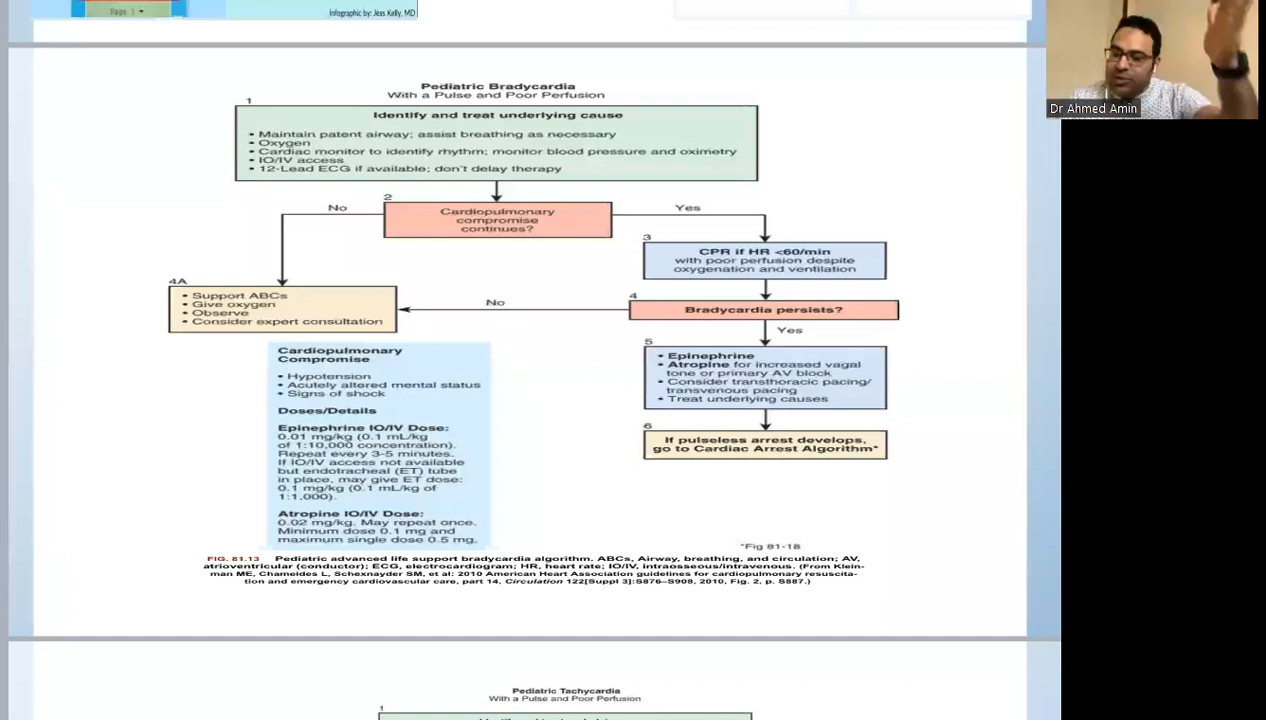 Page 1
Infographic by: Jess Kelly, MD
Dr Ahmed Amin
Pediatric Bradycardia
With a Pulse and Poor Perfusion
1
Identify and treat underlying cause
• Maintain patent airway; assist breathing as necessary
• Oxygen
• Cardiac monitor to identify rhythm; monitor blood pressure and oximetry
• IO/IV access
• 12-Lead ECG if available; don't delay therapy
2
Cardiopulmonary
compromise
continues?
No
Yes
3
CPR if HR <60/min
with poor perfusion despite
oxygenation and ventilation
4A
• Support ABCs
• Give oxygen
• Observe
• Consider expert consultation
No
4
Bradycardia persists?
Yes
5
• Epinephrine
• Atropine for increased vagal
tone or primary AV block
• Consider transthoracic pacing/
transvenous pacing
• Treat underlying causes
6
If pulseless arrest develops,
go to Cardiac Arrest Algorithm*
Cardiopulmonary
Compromise
• Hypotension
• Acutely altered mental status
• Signs of shock
Doses/Details
Epinephrine IO/IV Dose:
0.01 mg/kg (0.1 mL/kg
of 1:10,000 concentration).
Repeat every 3-5 minutes.
If IO/IV access not available
but endotracheal (ET) tube
in place, may give ET dose:
0.1 mg/kg (0.1 mL/kg of
1:1,000).
Atropine IO/IV Dose:
0.02 mg/kg. May repeat once.
Minimum dose 0.1 mg and
maximum single dose 0.5 mg.
*Fig 81-18
FIG. 81.13 Pediatric advanced life support bradycardia algorithm. ABCs, Airway, breathing, and circulation; AV,
atrioventricular (conductor); ECG, electrocardiogram; HR, heart rate; IO/IV, intraosseous/intravenous. (From Klein-
man ME, Chameides L, Schexnayder SM, et al: 2010 American Heart Association guidelines for cardiopulmonary resuscita-
tion and emergency cardiovascular care, part 14, Circulation 122[Suppl 3]:S876–S908, 2010, Fig. 2, p. S887.)
Pediatric Tachycardia
With a Pulse and Poor Perfusion
1